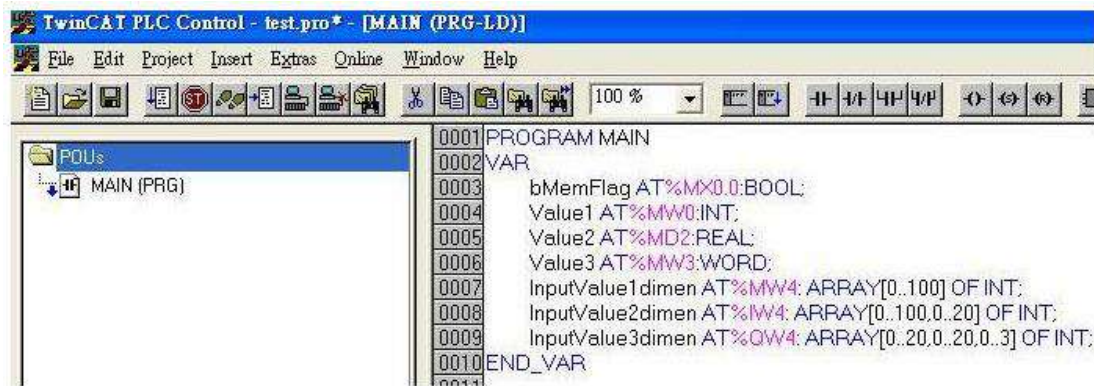 TwinCAT PLC Control - test.pro* - [MAIN (PRG-LD)]
File Edit Project Insert Extras Online Window Help
100 %
POUs
MAIN (PRG)
0001 PROGRAM MAIN
0002 VAR
0003 bMemFlag AT%MX0.0:BOOL;
0004 Value1 AT%MW0:INT;
0005 Value2 AT%MD2:REAL;
0006 Value3 AT%MW3:WORD;
0007 InputValue1dimen AT%MW4: ARRAY[0..100] OF INT;
0008 InputValue2dimen AT%IW4: ARRAY[0..100,0..20] OF INT;
0009 InputValue3dimen AT%QW4: ARRAY[0..20,0..20,0..3] OF INT;
0010 END_VAR
0011